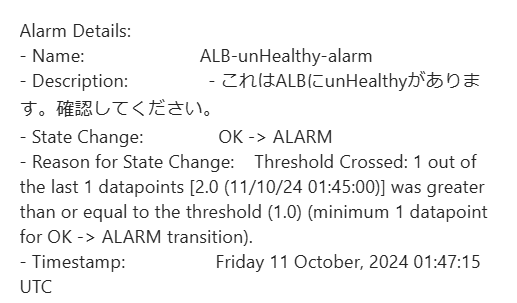 Alarm Details:
- Name: ALB-unHealthy-alarm
- Description: - これはALBにunHealthyがありま
す。確認してください。
- State Change: OK -> ALARM
- Reason for State Change: Threshold Crossed: 1 out of
the last 1 datapoints [2.0 (11/10/24 01:45:00)] was greater
than or equal to the threshold (1.0) (minimum 1 datapoint
for OK -> ALARM transition).
- Timestamp: Friday 11 October, 2024 01:47:15
UTC